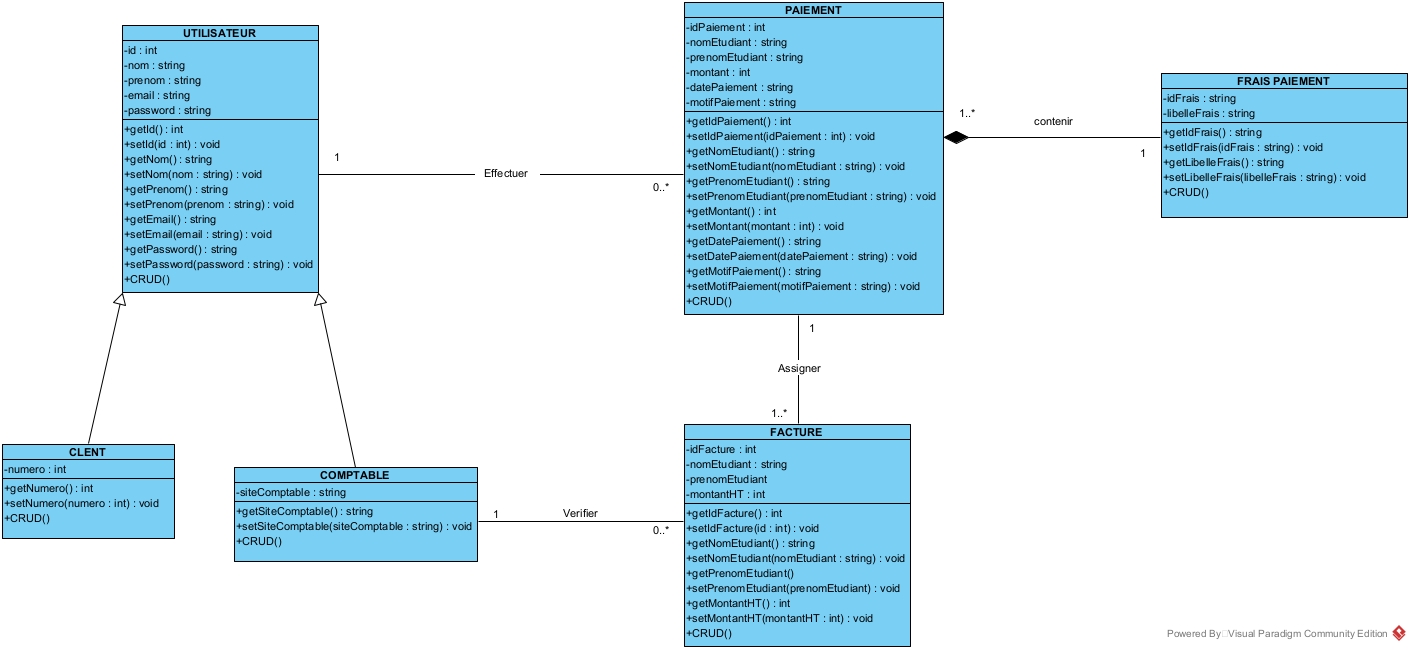 UTILISATEUR
-id : int
-nom : string
-prenom : string
-email : string
-password : string
+getId() : int
+setId(id : int) : void
+getNom() : string
+setNom(nom : string) : void
+getPrenom() : string
+setPrenom(prenom : string) : void
+getEmail() : string
+setEmail(email : string) : void
+getPassword() : string
+setPassword(password : string) : void
+CRUD()
1
Effectuer
0..*
PAIEMENT
-idPaiement : int
-nomEtudiant : string
-prenomEtudiant : string
-montant : int
-datePaiement : string
-motifPaiement : string
+getIdPaiement() : int
+setIdPaiement(idPaiement : int) : void
+getNomEtudiant() : string
+setNomEtudiant(nomEtudiant : string) : void
+getPrenomEtudiant() : string
+setPrenomEtudiant(prenomEtudiant : string) : void
+getMontant() : int
+setMontant(montant : int) : void
+getDatePaiement() : string
+setDatePaiement(datePaiement : string) : void
+getMotifPaiement() : string
+setMotifPaiement(motifPaiement : string) : void
+CRUD()
1..*
contenir
1
FRAIS PAIEMENT
-idFrais : string
-libelleFrais : string
+getIdFrais() : string
+setIdFrais(idFrais : string) : void
+getLibelleFrais() : string
+setLibelleFrais(libelleFrais : string) : void
+CRUD()
1
Assigner
1..*
CLENT
-numero : int
+getNumero() : int
+setNumero(numero : int) : void
+CRUD()
COMPTABLE
-siteComptable : string
+getSiteComptable() : string
+setSiteComptable(siteComptable : string) : void
+CRUD()
1
Verifier
0..*
FACTURE
-idFacture : int
-nomEtudiant : string
-prenomEtudiant
-montantHT : int
+getIdFacture() : int
+setIdFacture(id : int) : void
+getNomEtudiant() : string
+setNomEtudiant(nomEtudiant : string) : void
+getPrenomEtudiant()
+setPrenomEtudiant(prenomEtudiant) : void
+getMontantHT() : int
+setMontantHT(montantHT : int) : void
+CRUD()
Powered By Visual Paradigm Community Edition